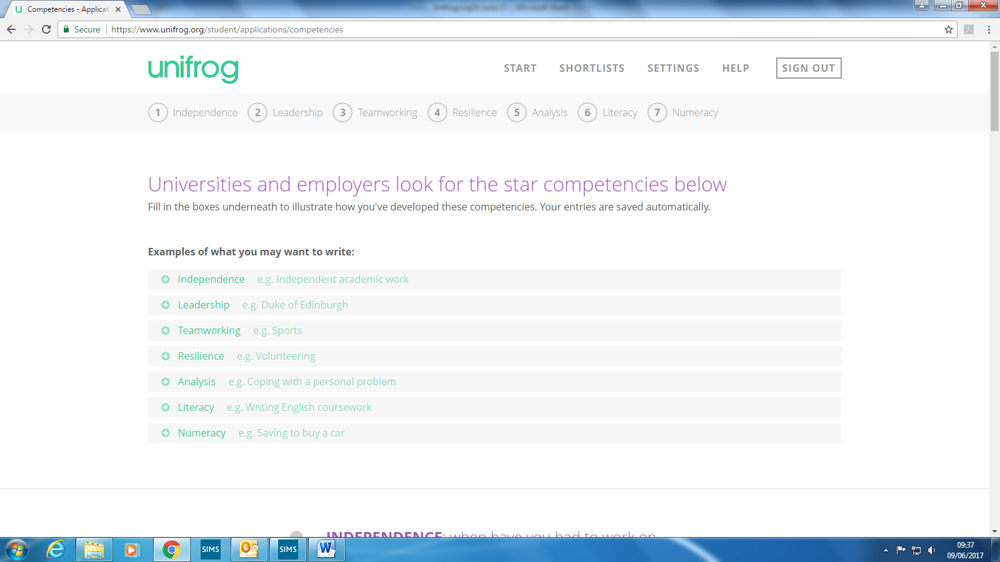 Competencies - Applicat
Secure https://www.unifrog.org/student/applications/competencies
unifrog
START SHORTLISTS SETTINGS HELP SIGN OUT
1 Independence 2 Leadership 3 Teamworking 4 Resilience 5 Analysis 6 Literacy 7 Numeracy
Universities and employers look for the star competencies below
Fill in the boxes underneath to illustrate how you've developed these competencies. Your entries are saved automatically.
Examples of what you may want to write:
Independence e.g. Independent academic work
Leadership e.g. Duke of Edinburgh
Teamworking e.g. Sports
Resilience e.g. Volunteering
Analysis e.g. Coping with a personal problem
Literacy e.g. Writing English coursework
Numeracy e.g. Saving to buy a car
INDEPENDENCE: when have you had to work on
SIMS SIMS
09:37
09/06/2017